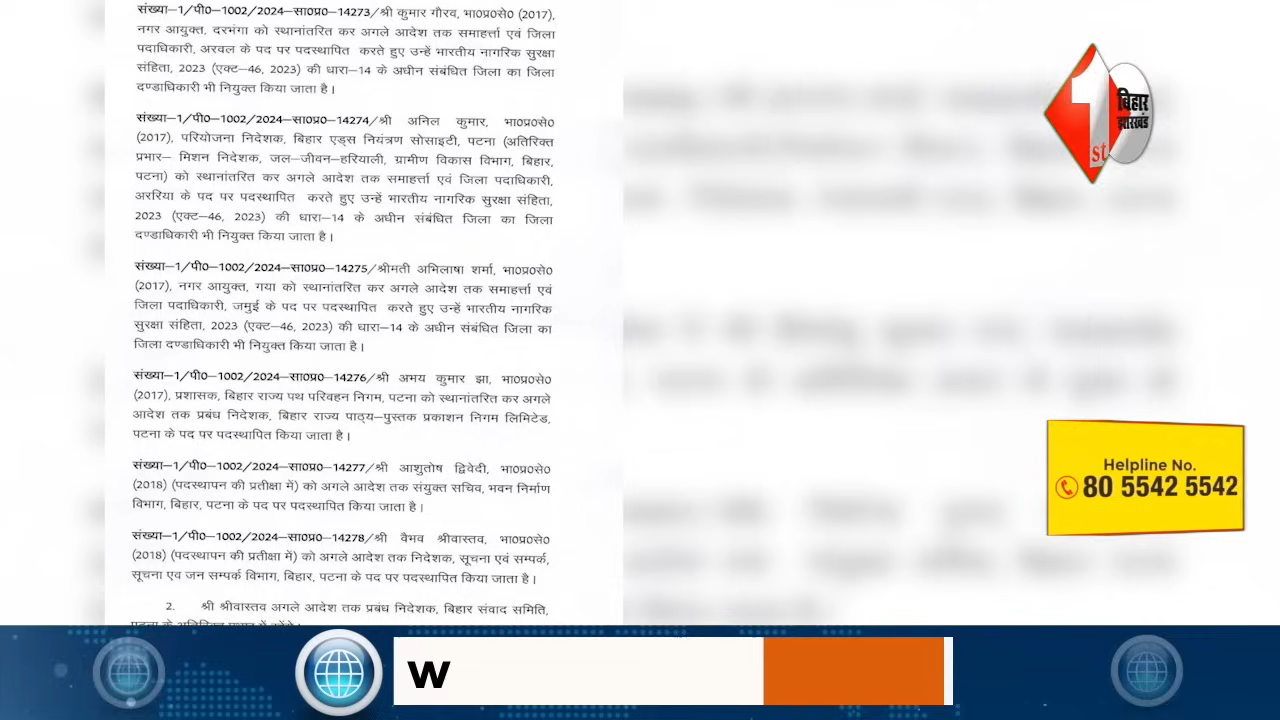 संख्या–1/पी0–1002/2024–सा0प्र0–14273/श्री कुमार गौरव, भा0प्र0से0 (2017),
नगर आयुक्त, दरभंगा को स्थानांतरित कर अगले आदेश तक समाहर्त्ता एवं जिला
पदाधिकारी, अरवल के पद पर पदस्थापित करते हुए उन्हें भारतीय नागरिक सुरक्षा
संहिता, 2023 (एक्ट–46, 2023) की धारा–14 के अधीन संबंधित जिला का जिला
दण्डाधिकारी भी नियुक्त किया जाता है।
संख्या–1/पी0–1002/2024–सा0प्र0–14274/श्री अनिल कुमार, भा0प्र0से0
(2017), परियोजना निदेशक, बिहार एड्स नियंत्रण सोसाइटी, पटना (अतिरिक्त
प्रभार– मिशन निदेशक, जल–जीवन–हरियाली, ग्रामीण विकास विभाग, बिहार,
पटना) को स्थानांतरित कर अगले आदेश तक समाहर्त्ता एवं जिला पदाधिकारी,
अररिया के पद पर पदस्थापित करते हुए उन्हें भारतीय नागरिक सुरक्षा संहिता,
2023 (एक्ट–46, 2023) की धारा–14 के अधीन संबंधित जिला का जिला
दण्डाधिकारी भी नियुक्त किया जाता है।
संख्या–1/पी0–1002/2024–सा0प्र0–14275/श्रीमती अभिलाषा शर्मा, भा0प्र0से0
(2017), नगर आयुक्त, गया को स्थानांतरित कर अगले आदेश तक समाहर्त्ता एवं
जिला पदाधिकारी, जमुई के पद पर पदस्थापित करते हुए उन्हें भारतीय नागरिक
सुरक्षा संहिता, 2023 (एक्ट–46, 2023) की धारा–14 के अधीन संबंधित जिला का
जिला दण्डाधिकारी भी नियुक्त किया जाता है।
संख्या–1/पी0–1002/2024–सा0प्र0–14276/श्री अभय कुमार झा, भा0प्र0से0
(2017), प्रशासक, बिहार राज्य पथ परिवहन निगम, पटना को स्थानांतरित कर अगले
आदेश तक प्रबंध निदेशक, बिहार राज्य पाठ्य–पुस्तक प्रकाशन निगम लिमिटेड,
पटना के पद पर पदस्थापित किया जाता है।
संख्या–1/पी0–1002/2024–सा0प्र0–14277/श्री आशुतोष द्विवेदी, भा0प्र0से0
(2018) (पदस्थापन की प्रतीक्षा में) को अगले आदेश तक संयुक्त सचिव, भवन निर्माण
विभाग, बिहार, पटना के पद पर पदस्थापित किया जाता है।
संख्या–1/पी0–1002/2024–सा0प्र0–14278/श्री वैभव श्रीवास्तव, भा0प्र0से0
(2018) (पदस्थापन की प्रतीक्षा में) को अगले आदेश तक निदेशक, सूचना एवं सम्पर्क,
सूचना एव जन सम्पर्क विभाग, बिहार, पटना के पद पर पदस्थापित किया जाता है।
2. श्री श्रीवास्तव अगले आदेश तक प्रबंध निदेशक, बिहार संवाद समिति,
1st
बिहार
झारखंड
Helpline No.
80 5542 5542
W